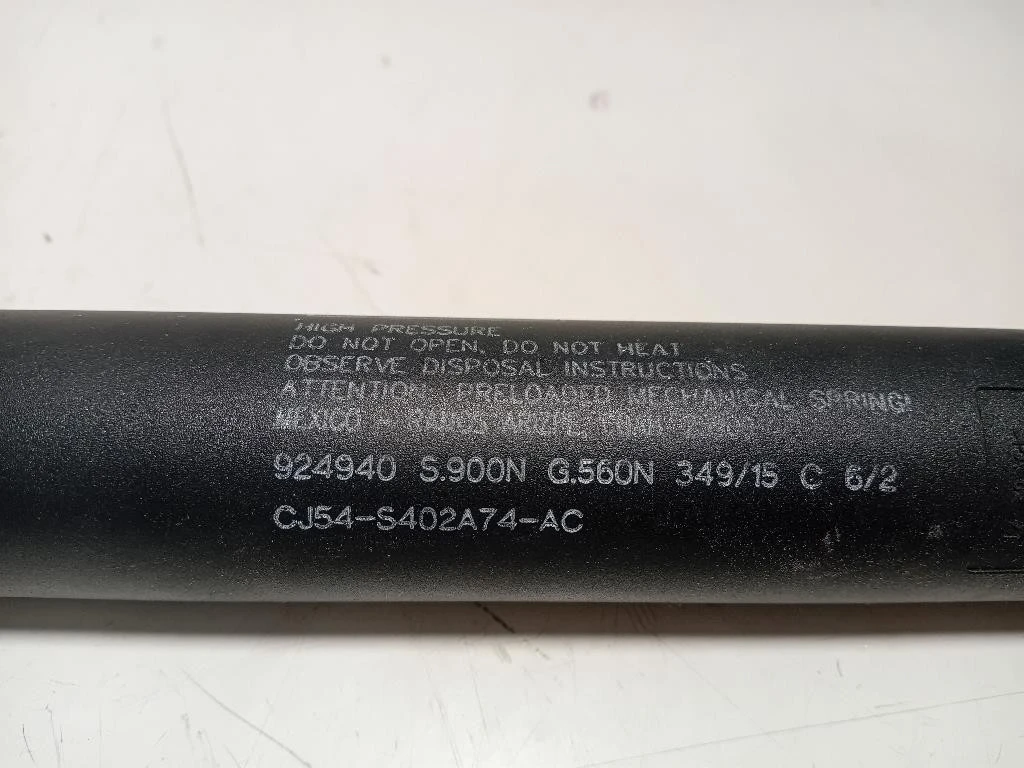 HIGH PRESSURE
DO NOT OPEN, DO NOT HEAT
OBSERVE DISPOSAL INSTRUCTIONS
ATTENTION: PRELOADED MECHANICAL SPRING!
MEXICO -
924940 S.900N G.560N 349/15 C 6/2
CJ54-S402A74-AC